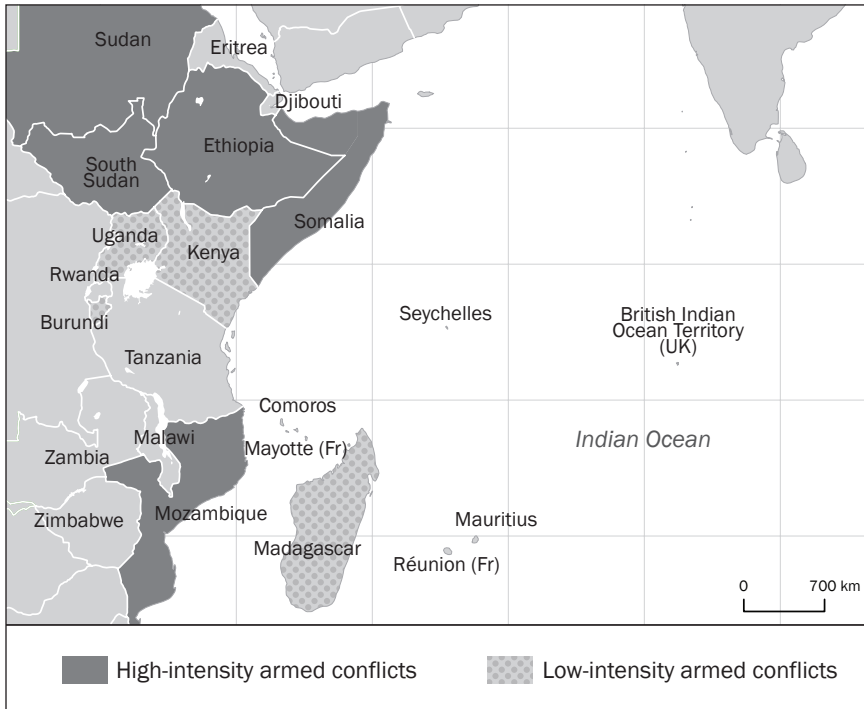 Sudan
Eritrea
Djibouti
Ethiopia
South
Sudan
Somalia
Uganda
Kenya
Rwanda
Burundi
Seychelles
British Indian
Ocean Territory
(UK)
Tanzania
Comoros
Malawi
Mayotte (Fr)
Indian Ocean
Zambia
Mozambique
Zimbabwe
Mauritius
Madagascar
Réunion (Fr)
0 700 km
High-intensity armed conflicts
Low-intensity armed conflicts